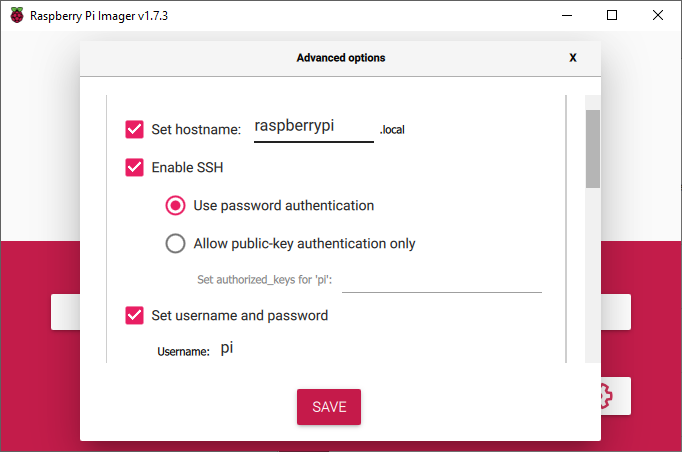 Raspberry Pi Imager v1.7.3
Advanced options
X
Set hostname: raspberrypi .local
Enable SSH
Use password authentication
Allow public-key authentication only
Set authorized_keys for 'pi':
Set username and password
Username: pi
SAVE